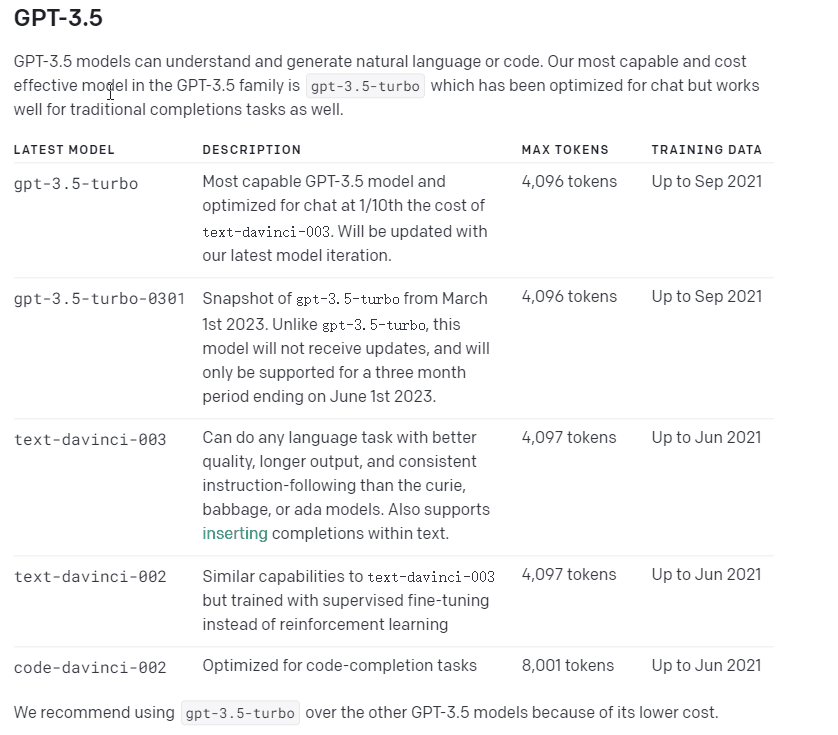 GPT-3.5
GPT-3.5 models can understand and generate natural language or code. Our most capable and cost
effective model in the GPT-3.5 family is gpt-3.5-turbo which has been optimized for chat but works
well for traditional completions tasks as well.
LATEST MODEL DESCRIPTION MAX TOKENS TRAINING DATA
gpt-3.5-turbo Most capable GPT-3.5 model and 4,096 tokens Up to Sep 2021
optimized for chat at 1/10th the cost of
text-davinci-003. Will be updated with
our latest model iteration.
gpt-3.5-turbo-0301 Snapshot of gpt-3.5-turbo from March 4,096 tokens Up to Sep 2021
1st 2023. Unlike gpt-3.5-turbo, this
model will not receive updates, and will
only be supported for a three month
period ending on June 1st 2023.
text-davinci-003 Can do any language task with better 4,097 tokens Up to Jun 2021
quality, longer output, and consistent
instruction-following than the curie,
babbage, or ada models. Also supports
inserting completions within text.
text-davinci-002 Similar capabilities to text-davinci-003 4,097 tokens Up to Jun 2021
but trained with supervised fine-tuning
instead of reinforcement learning
code-davinci-002 Optimized for code-completion tasks 8,001 tokens Up to Jun 2021
We recommend using gpt-3.5-turbo over the other GPT-3.5 models because of its lower cost.